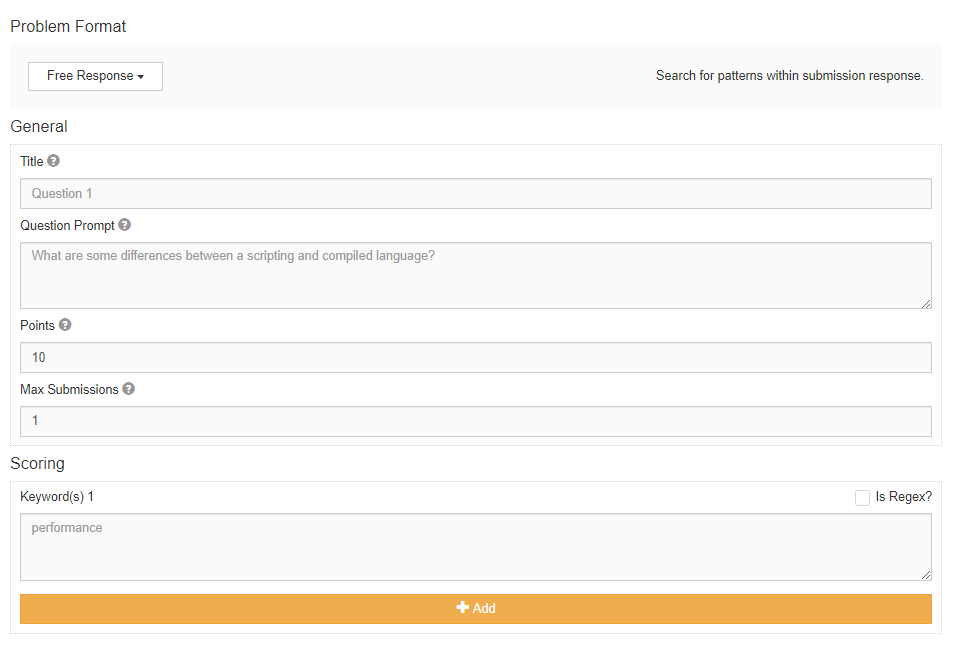 Problem Format
Free Response
Search for patterns within submission response.
General
Title
Question 1
Question Prompt
What are some differences between a scripting and compiled language?
Points
10
Max Submissions
1
Scoring
Keyword(s) 1
Is Regex?
performance
Add